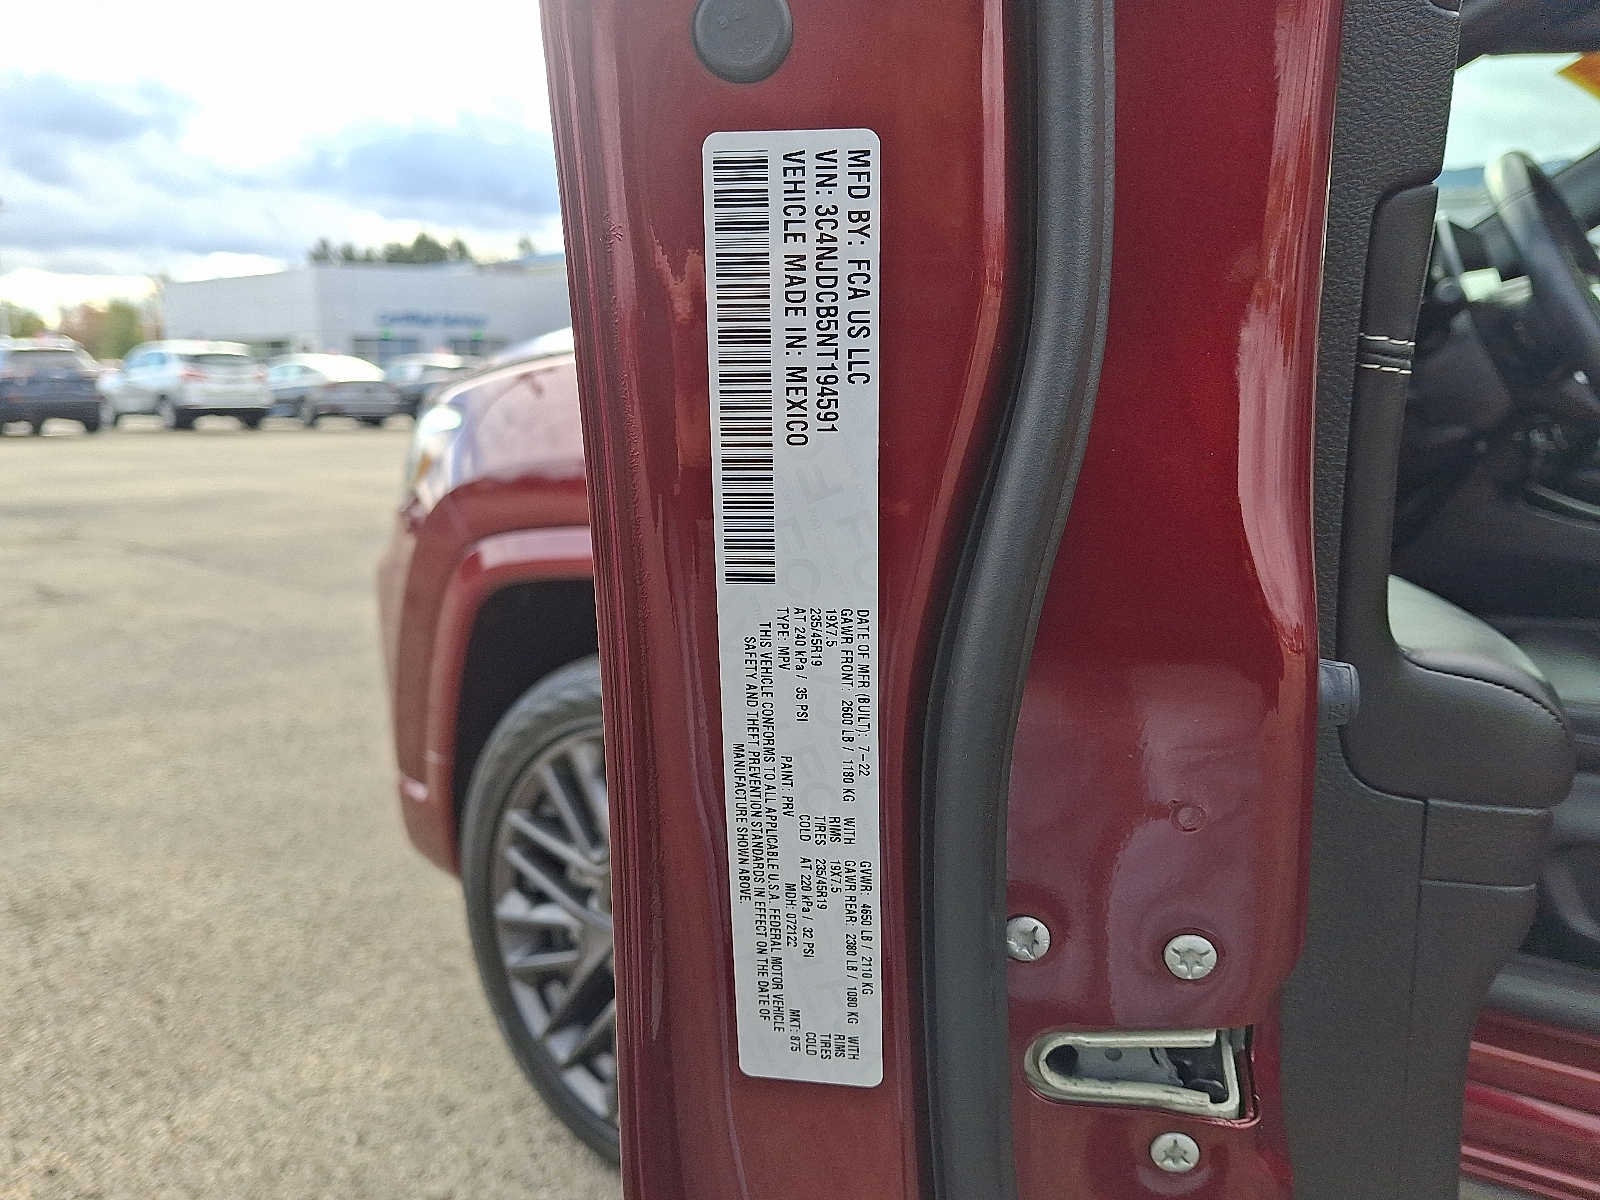 MFD BY: FCA US LLC
VIN: 3C4NJDCB5NT194591
VEHICLE MADE IN: MEXICO
DATE OF MFR (BUILT): 7-22 GVWR: 4650 LB / 2110 KG
GAWR FRONT: 2600 LB / 1180 KG WITH GAWR REAR: 2380 LB / 1080 KG WITH
19X7.5 RIMS 19X7.5 RIMS
235/45R19 TIRES 235/45R19 TIRES
AT 240 kPa / 35 PSI COLD AT 220 kPa / 32 PSI COLD
TYPE: MPV PAINT: PRV MDH: 072122 MKT: 875
THIS VEHICLE CONFORMS TO ALL APPLICABLE U.S.A. FEDERAL MOTOR VEHICLE
SAFETY AND THEFT PREVENTION STANDARDS IN EFFECT ON THE DATE OF
MANUFACTURE SHOWN ABOVE.